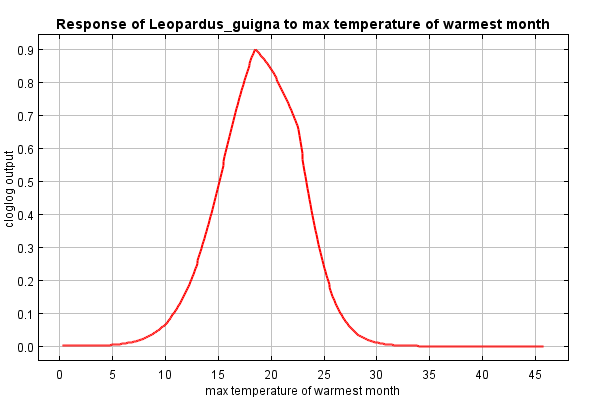 Response of Leopardus_guigna to max temperature of warmest month
0.9
0.8
0.7
0.6
0.5
0.4
0.3
0.2
0.1
0.0
cloglog output
0 5 10 15 20 25 30 35 40 45
max temperature of warmest month